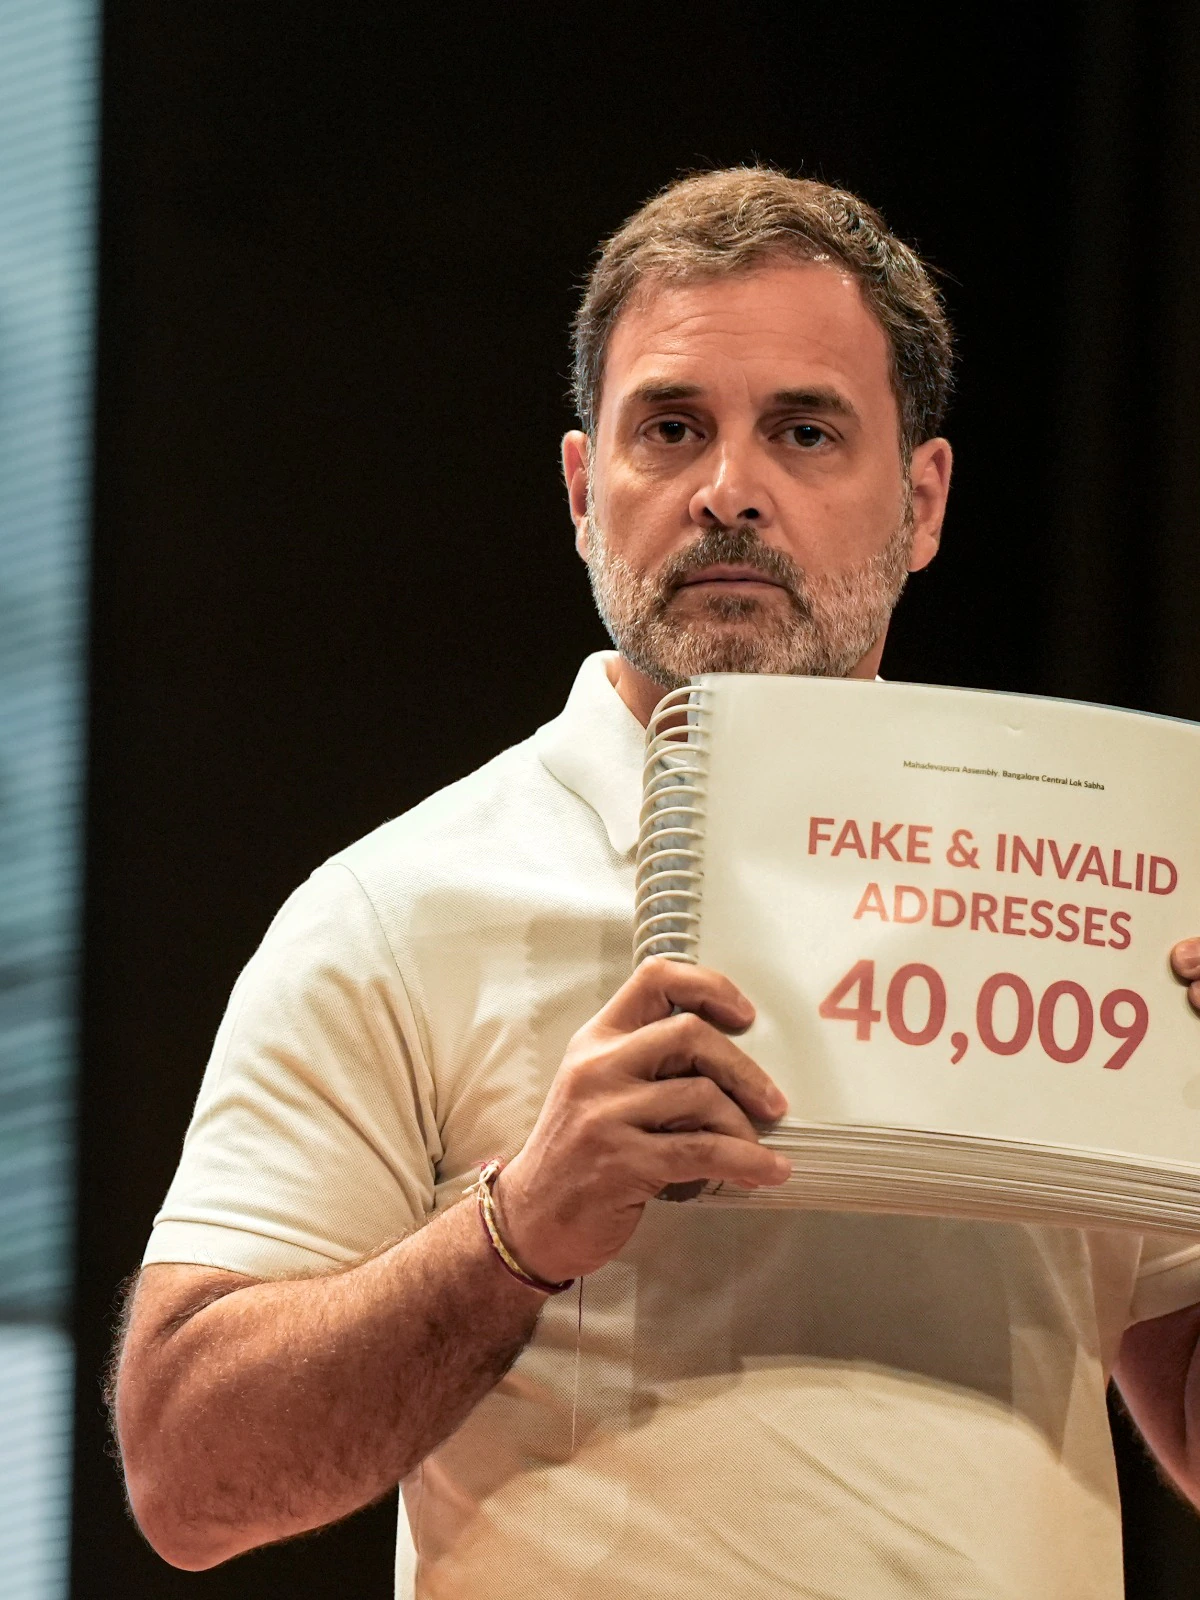 Mahadevapura Assembly, Bangalore Central Lok Sabha
FAKE & INVALID
ADDRESSES
40,009